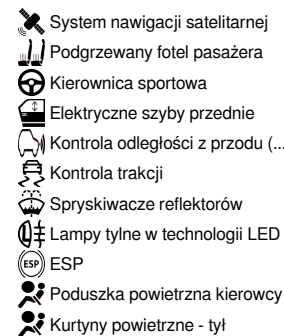 System nawigacji satelitarnej
Podgrzewany fotel pasażera
Kierownica sportowa
Elektryczne szyby przednie
Kontrola odległości z przodu (...
Kontrola trakcji
Spryskiwacze reflektorów
Lampy tylne w technologii LED
ESP ESP
Poduszka powietrzna kierowcy
Kurtyny powietrzne - tył